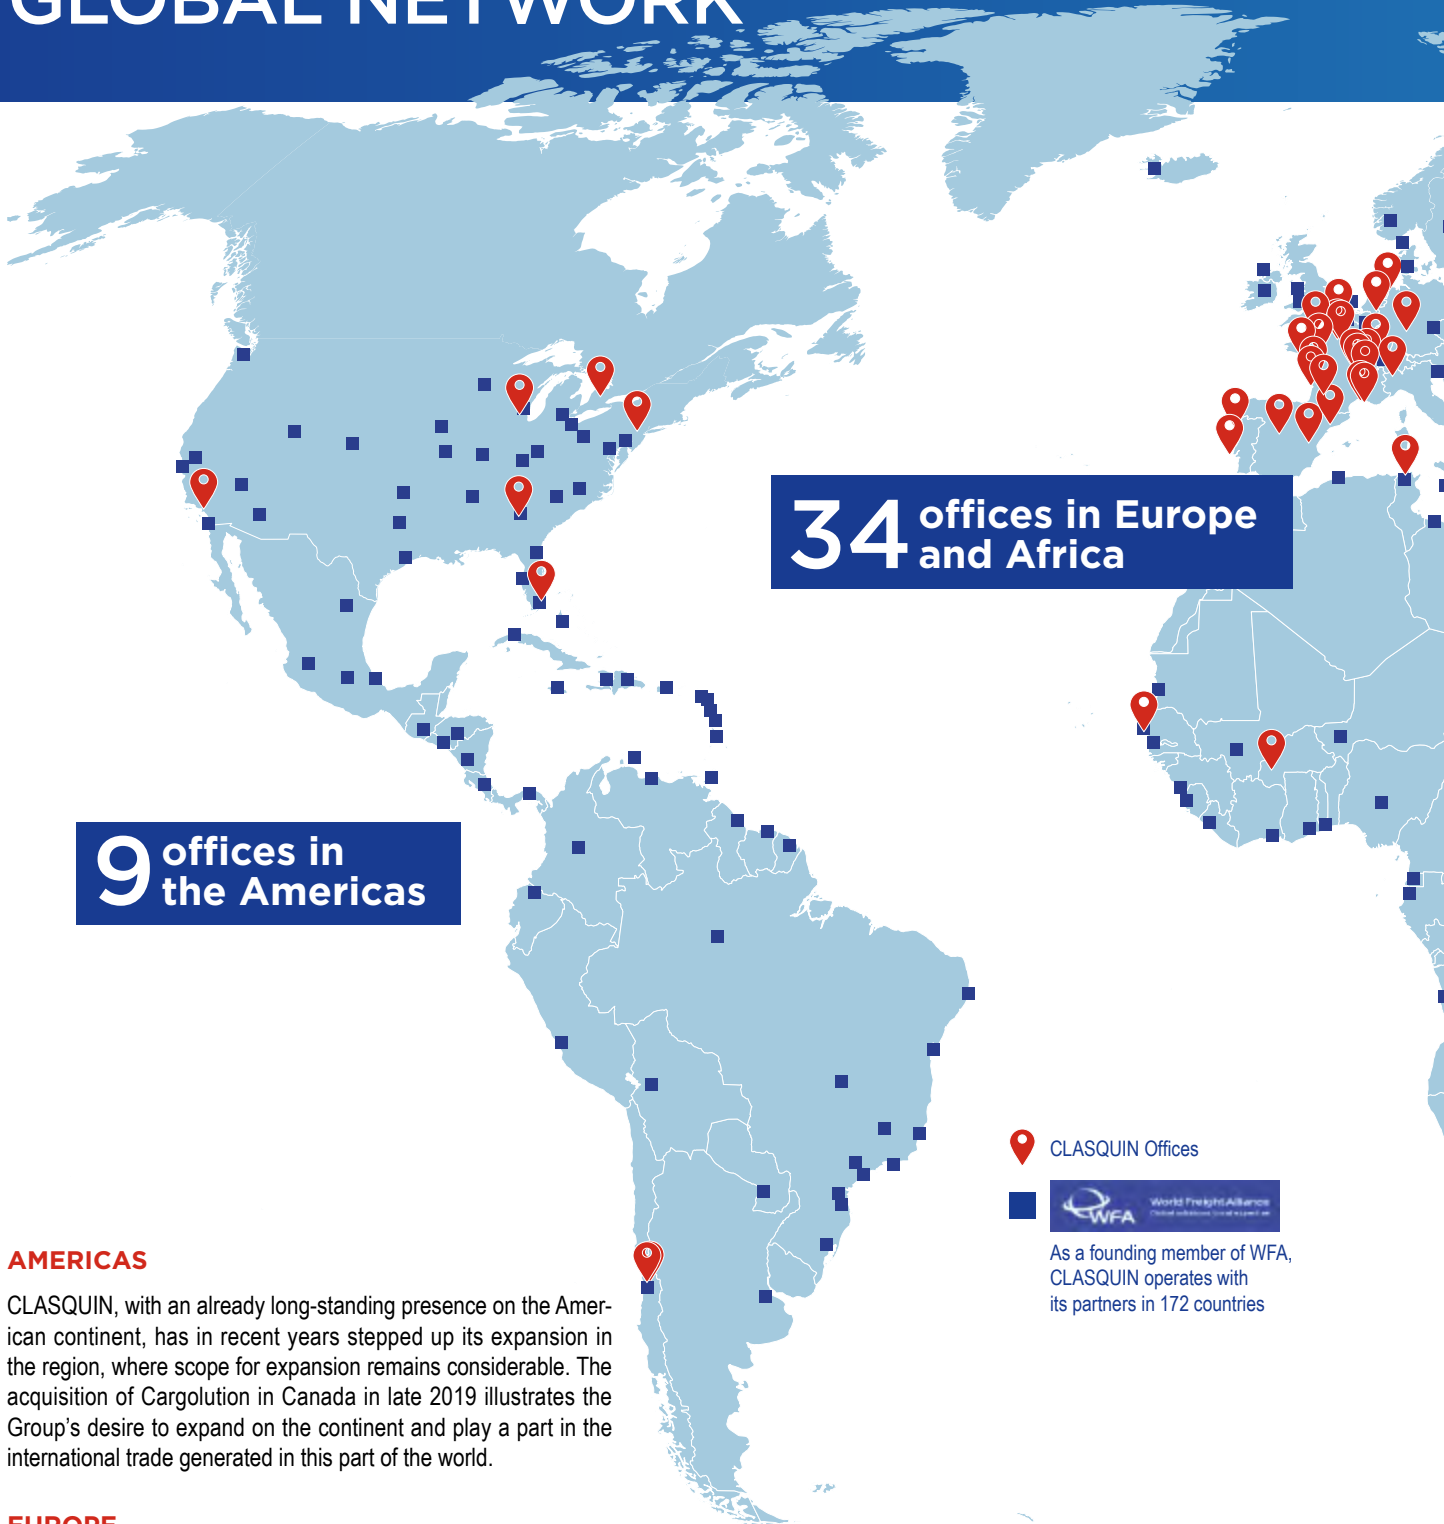 GLOBAL NETWORK
34 offices in Europe
and Africa
9 offices in
the Americas
CLASQUIN Offices
WFA
World Freight Alliance
As a founding member of WFA,
CLASQUIN operates with
its partners in 172 countries
AMERICAS
CLASQUIN, with an already long-standing presence on the Amer-
ican continent, has in recent years stepped up its expansion in
the region, where scope for expansion remains considerable. The
acquisition of Cargolution in Canada in late 2019 illustrates the
Group's desire to expand on the continent and play a part in the
international trade generated in this part of the world.
EUROPE